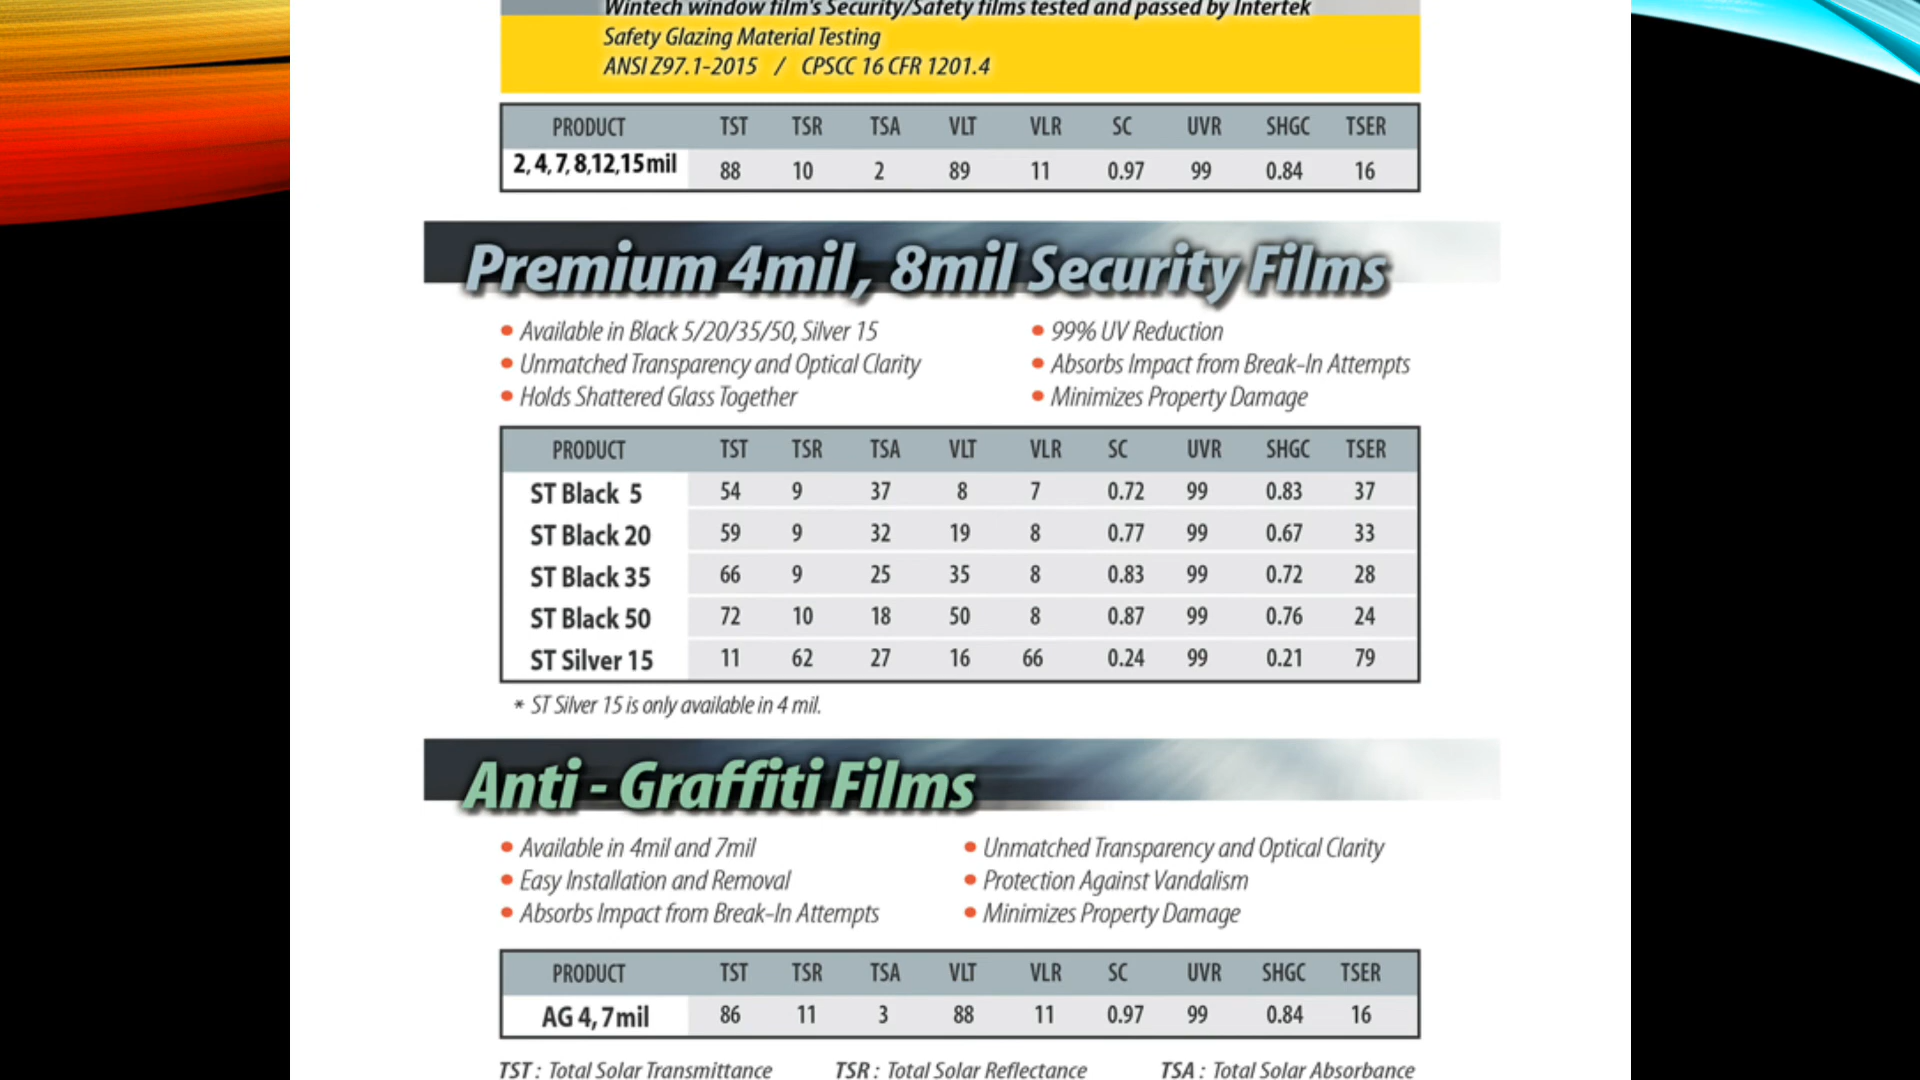 Wintech window film's Security/Safety films tested and passed by Intertek
Safety Glazing Material Testing
ANSI Z97.1-2015 / CPSCC 16 CFR 1201.4
PRODUCT TST TSR TSA VLT VLR SC UVR SHGC TSER
2, 4, 7, 8,12,15mil 88 10 2 89 11 0.97 99 0.84 16
Premium 4mil, 8mil Security Films
• Available in Black 5/20/35/50, Silver 15 • 99% UV Reduction
• Unmatched Transparency and Optical Clarity • Absorbs Impact from Break-In Attempts
• Holds Shattered Glass Together • Minimizes Property Damage
PRODUCT TST TSR TSA VLT VLR SC UVR SHGC TSER
ST Black 5 54 9 37 8 7 0.72 99 0.83 37
ST Black 20 59 9 32 19 8 0.77 99 0.67 33
ST Black 35 66 9 25 35 8 0.83 99 0.72 28
ST Black 50 72 10 18 50 8 0.87 99 0.76 24
ST Silver 15 11 62 27 16 66 0.24 99 0.21 79
* ST Silver 15 is only available in 4 mil.
Anti - Graffiti Films
• Available in 4mil and 7mil • Unmatched Transparency and Optical Clarity
• Easy Installation and Removal • Protection Against Vandalism
• Absorbs Impact from Break-In Attempts • Minimizes Property Damage
PRODUCT TST TSR TSA VLT VLR SC UVR SHGC TSER
AG 4, 7mil 86 11 3 88 11 0.97 99 0.84 16
TST : Total Solar Transmittance TSR : Total Solar Reflectance TSA : Total Solar Absorbance